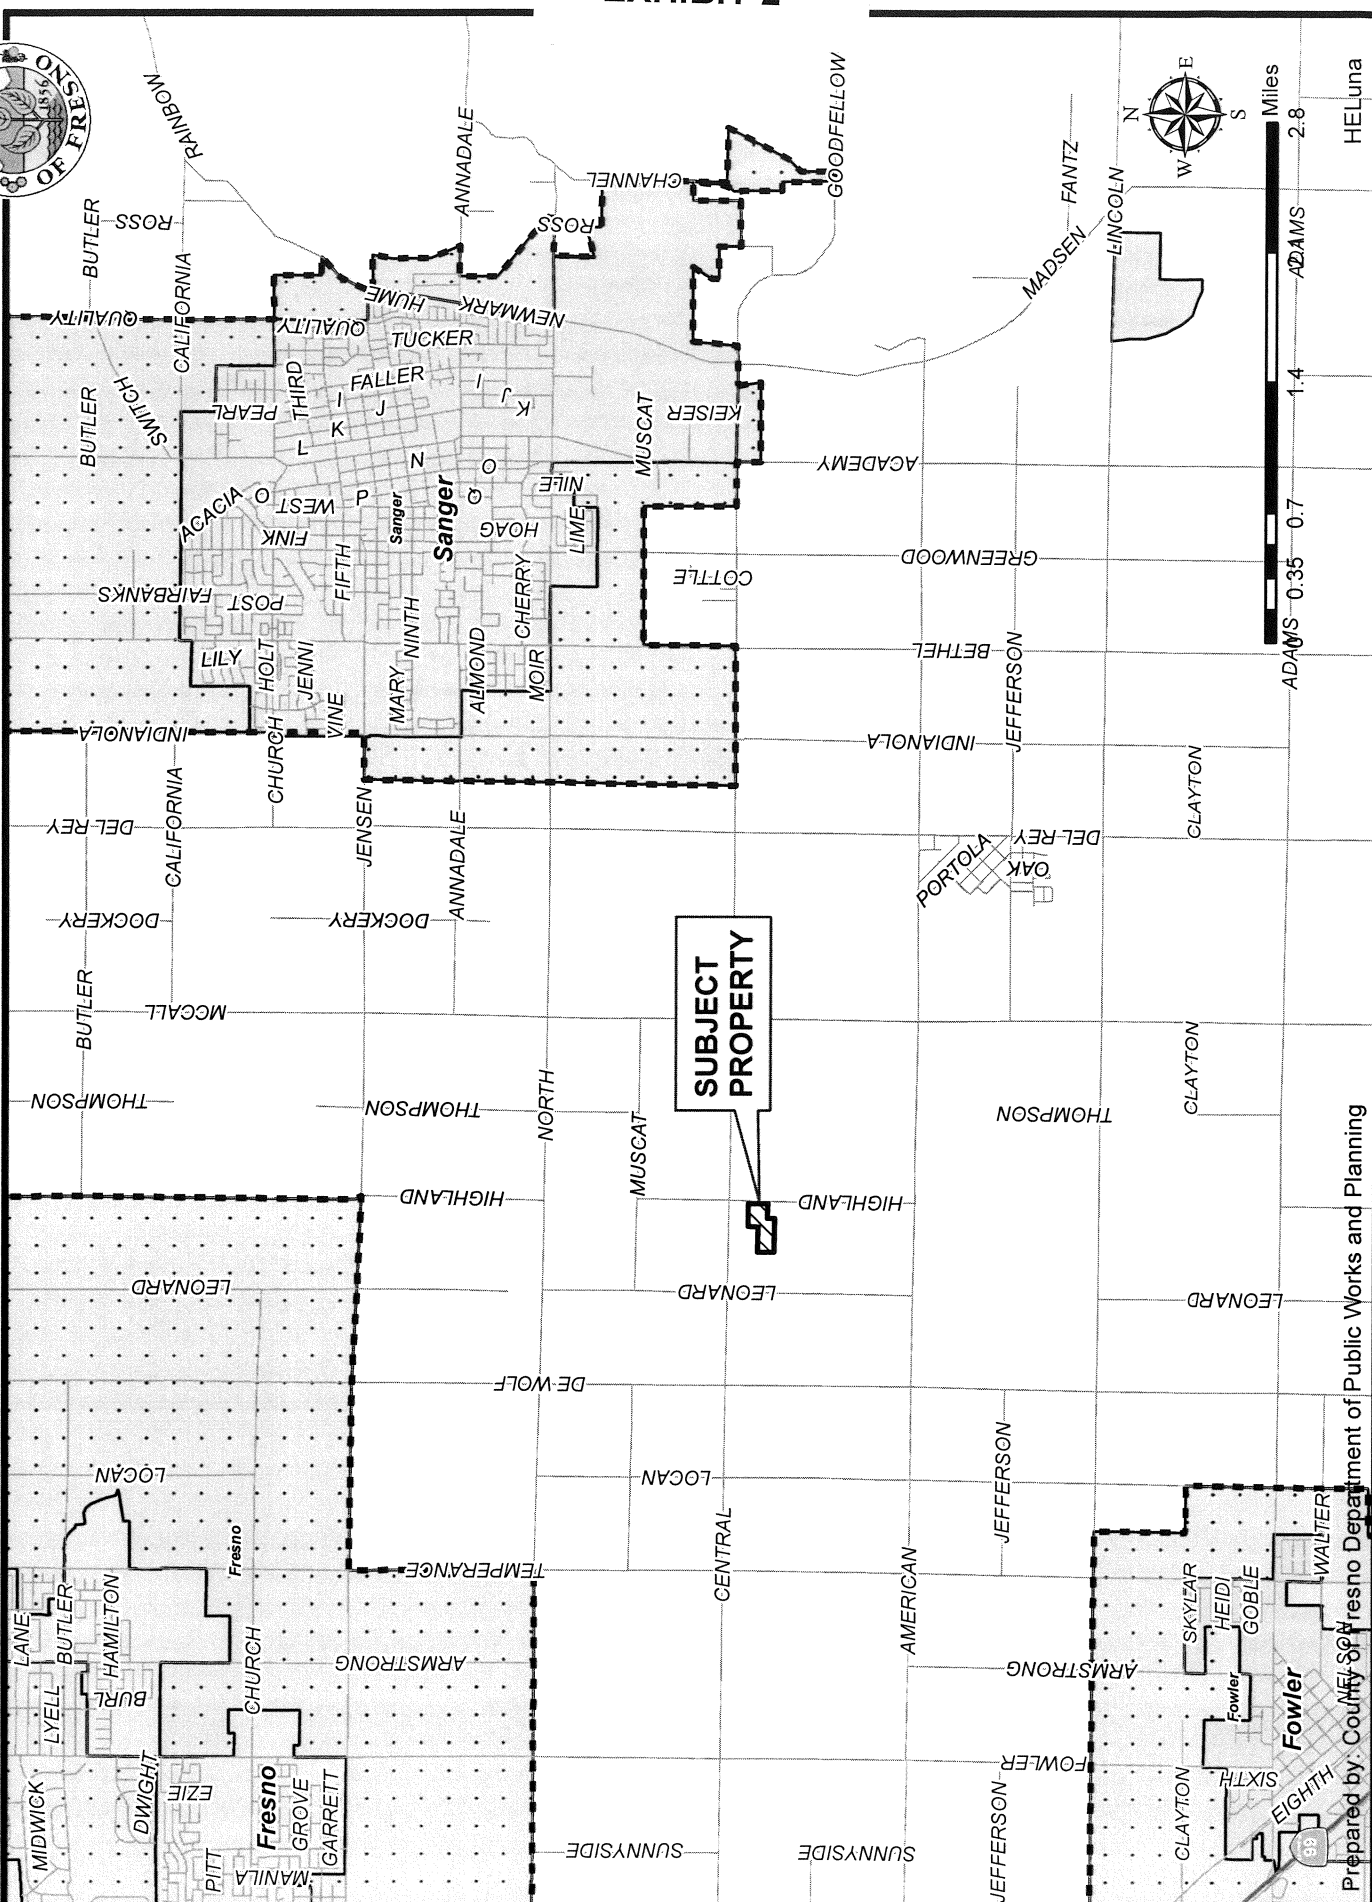 EXHIBIT 2
OF FRESNO
1856
RAINBOW
ANNADALE
GOODFELLOW
FANTZ
LINCOLN
MADSEN
CHANNEL
ROSS
ROSS
BUTLER
CALIFORNIA
QUALITY
QUALITY
HUME
NEWMARK
TUCKER
FALLER
THIRD
I
J
K
L
I
J
K
PEARL
SWITCH
BUTLER
MUSCAT
KEISER
ACADEMY
N
O
Q
P
O
NILE
WEST
ACACIA
FINK
Sanger
Sanger
HOAG
LIME
GREENWOOD
COTTLE
FAIRBANKS
POST
FIFTH
NINTH
CHERRY
BETHEL
JEFFERSON
LILY
HOLT
JENNI
VINE
MARY
ALMOND
MOIR
INDIANOLA
CHURCH
INDIANOLA
CLAYTON
DEL REY
CALIFORNIA
JENSEN
ANNADALE
DEL REY
PORTOLA
OAK
DOCKERY
DOCKERY
BUTLER
MCCALL
SUBJECT
PROPERTY
THOMPSON
THOMPSON
NORTH
MUSCAT
THOMPSON
CLAYTON
HIGHLAND
HIGHLAND
LEONARD
LEONARD
LEONARD
DE WOLF
LOCAN
LOCAN
JEFFERSON
Fresno
TEMPERANCE
CENTRAL
AMERICAN
LANE
BUTLER
HAMILTON
LYELL
BURL
CHURCH
ARMSTRONG
ARMSTRONG
SKYLAR
HEIDI
GOBLE
WALTER
NELSON
Fowler
Fowler
FOWLER
MIDWICK
DWIGHT
EZIE
PITT
Fresno
GROVE
GARRETT
MANILA
SUNNYSIDE
SUNNYSIDE
JEFFERSON
CLAYTON
SIXTH
EIGHTH
99
N
E
S
W
0 0.35 0.7 1.4 2.1 2.8
Miles
ADAMS
ADAMS
HELuna
Prepared by: County of Fresno Department of Public Works and Planning